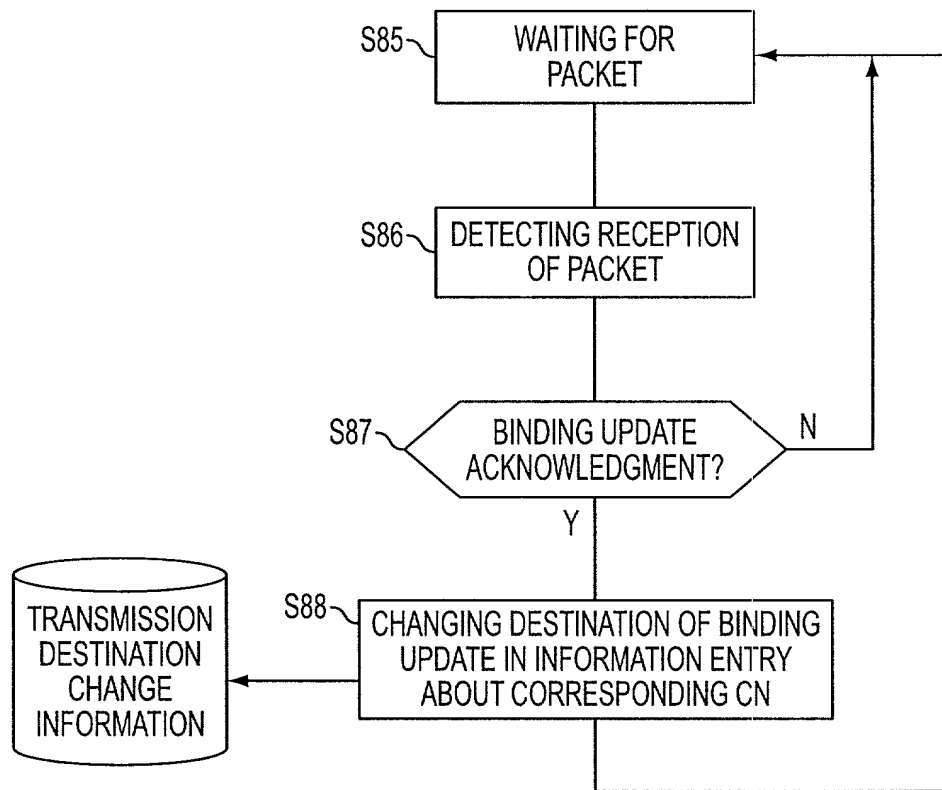 S85
WAITING FOR
PACKET
S86
DETECTING RECEPTION
OF PACKET
S87
BINDING UPDATE
ACKNOWLEDGMENT?
N
Y
S88
CHANGING DESTINATION OF BINDING
UPDATE IN INFORMATION ENTRY
ABOUT CORRESPONDING CN
TRANSMISSION
DESTINATION
CHANGE
INFORMATION